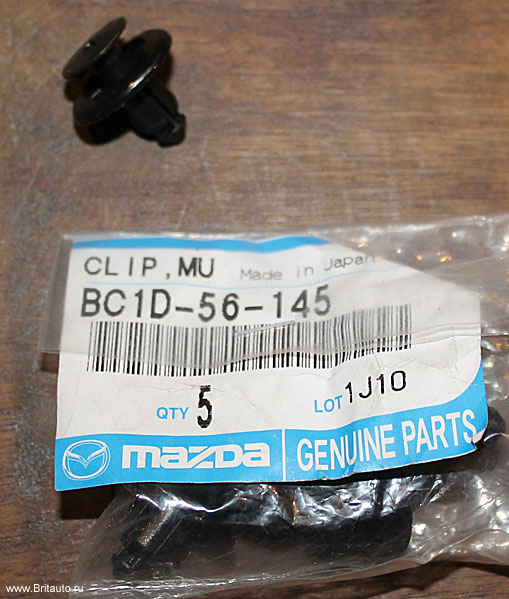 CLIP, MU Made in Japan
BC1D-56-145
QTY 5 LOT 1J10
mazda GENUINE PARTS
www.Britauto.ru